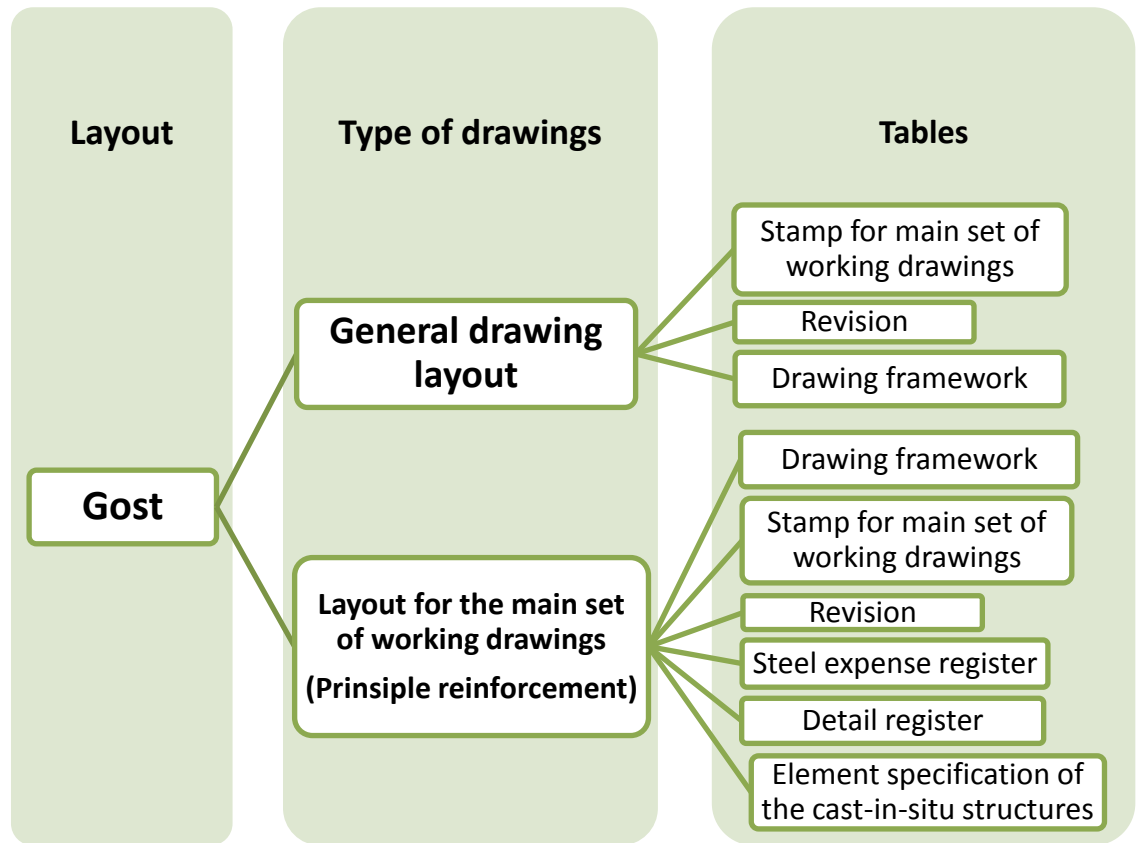 Layout
Type of drawings
Tables
Gost
General drawing
layout
Stamp for main set of
working drawings
Revision
Drawing framework
Layout for the main set
of working drawings
(Prinsiple reinforcement)
Drawing framework
Stamp for main set of
working drawings
Revision
Steel expense register
Detail register
Element specification of
the cast-in-situ structures